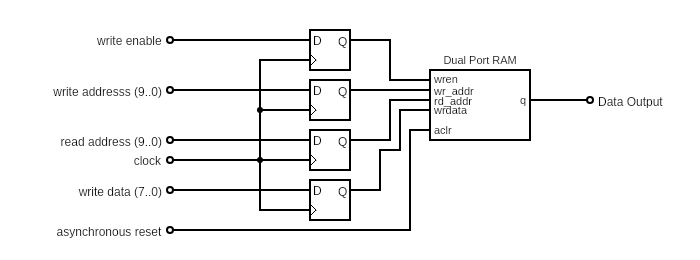 write enable
D Q
Dual Port RAM
wren
write addresss (9..0)
D Q
wr_addr
rd_addr
q
Data Output
wrdata
read address (9..0)
D Q
aclr
clock
write data (7..0)
D Q
asynchronous reset